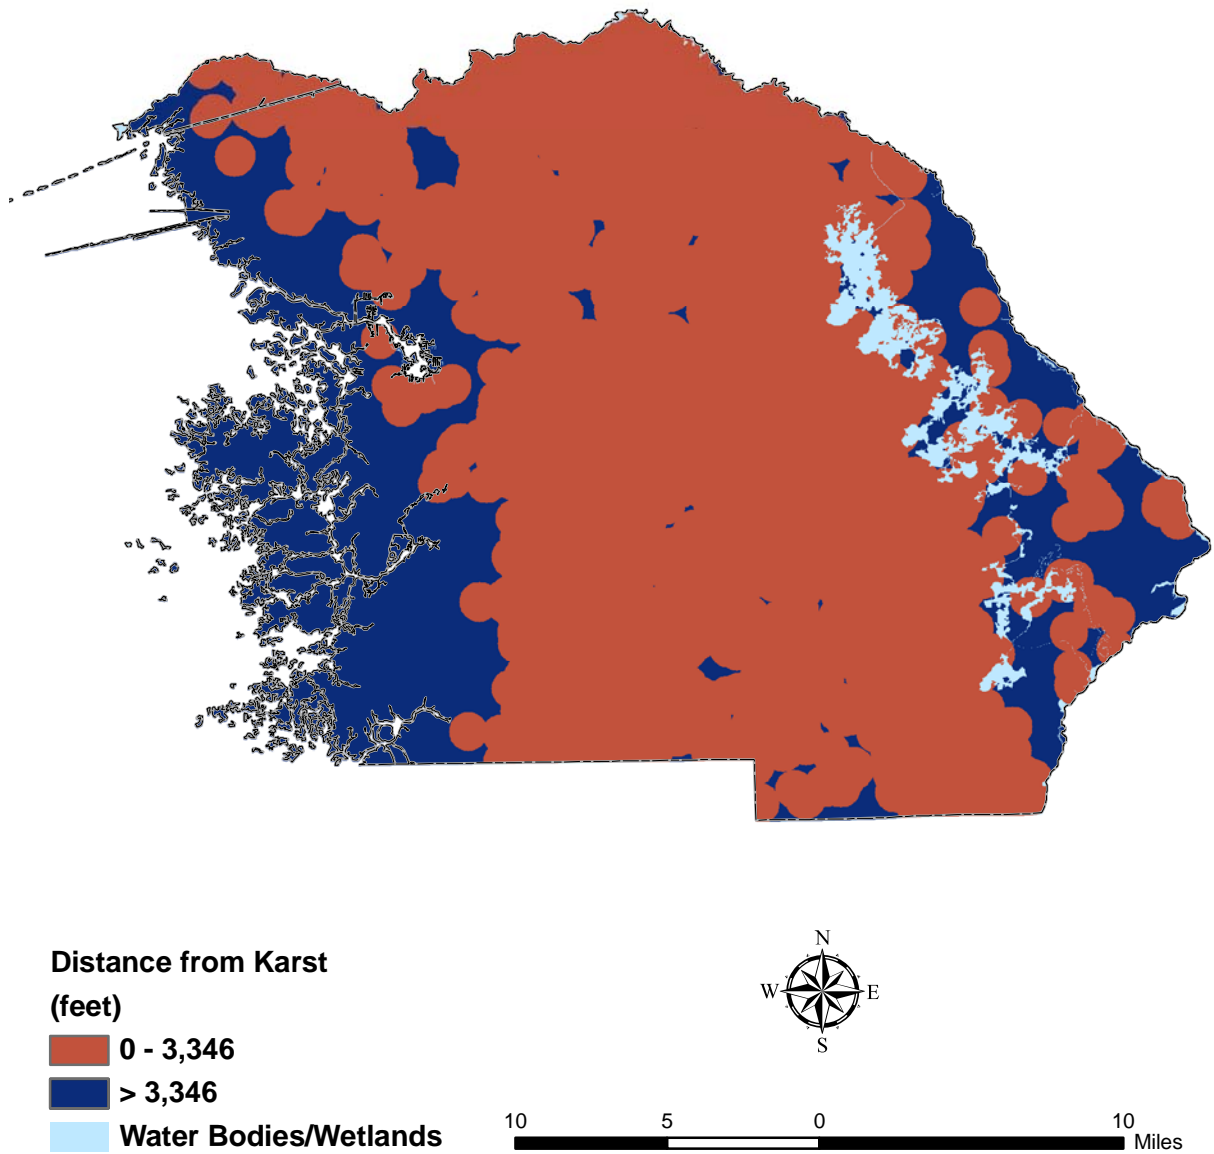 Distance from Karst
(feet)
0 - 3,346
> 3,346
Water Bodies/Wetlands
N
W E
S
10 5 0 10
Miles